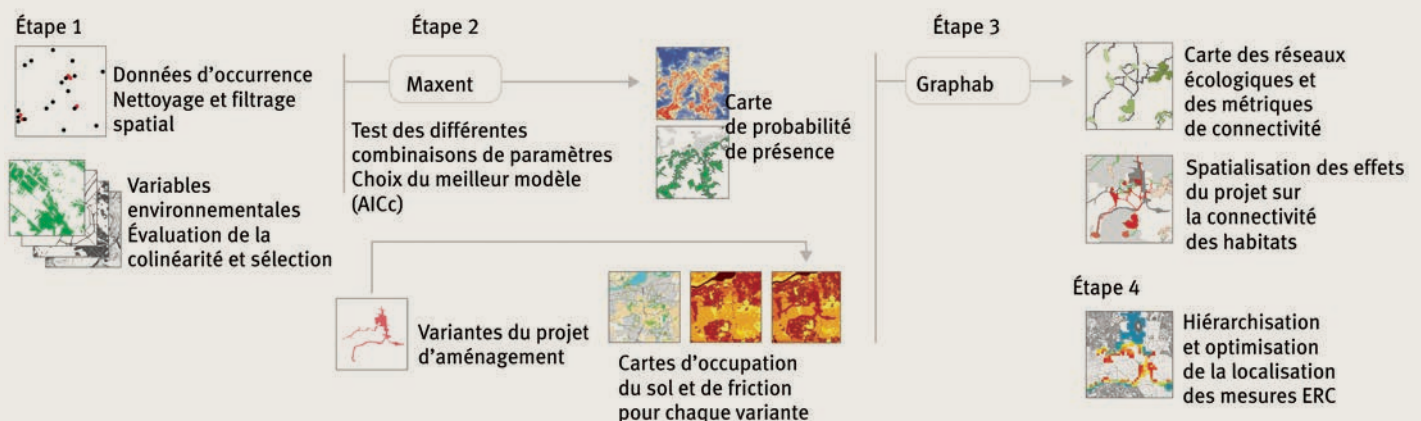 Étape 1
Données d'occurrence
Nettoyage et filtrage
spatial
Variables
environnementales
Évaluation de la
colinéarité et sélection
Étape 2
Maxent
Test des différentes
combinaisons de paramètres
Choix du meilleur modèle
(AICc)
Carte
de probabilité
de présence
Variantes du projet
d'aménagement
Cartes d'occupation
du sol et de friction
pour chaque variante
Étape 3
Graphab
Carte des réseaux
écologiques et
des métriques
de connectivité
Spatialisation des effets
du projet sur
la connectivité
des habitats
Étape 4
Hiérarchisation
et optimisation
de la localisation
des mesures ERC